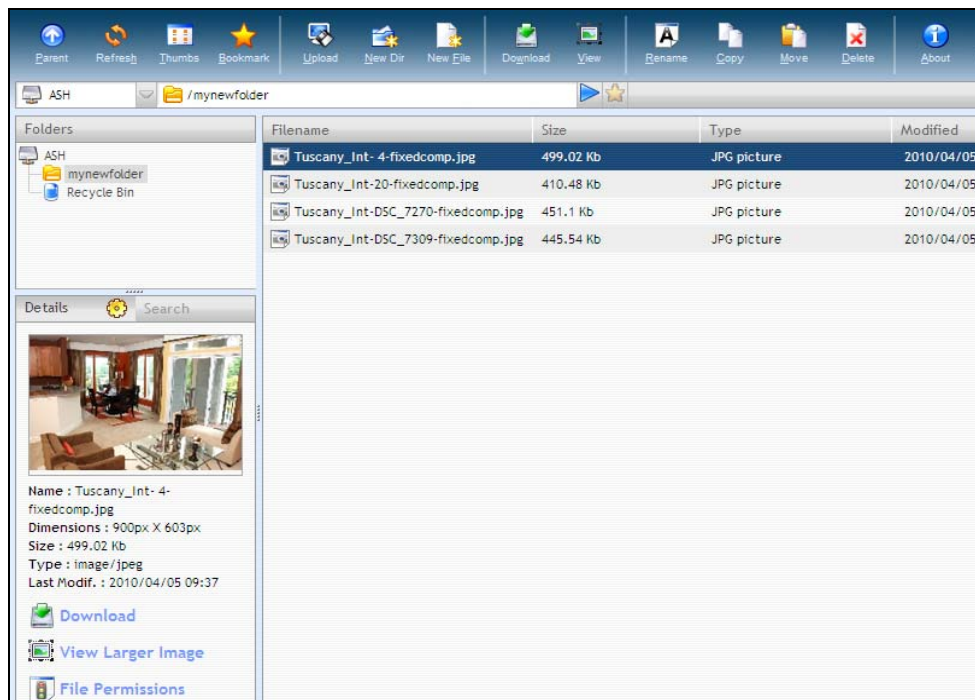 Parent Refresh Thumbs Bookmark Upload New Dir New File Download View Rename Copy Move Delete About
ASH /mynewfolder
Folders
ASH
mynewfolder
Recycle Bin
Filename Size Type Modified
Tuscany_Int- 4-fixedcomp.jpg 499.02 Kb JPG picture 2010/04/05
Tuscany_Int-20-fixedcomp.jpg 410.48 Kb JPG picture 2010/04/05
Tuscany_Int-DSC_7270-fixedcomp.jpg 451.1 Kb JPG picture 2010/04/05
Tuscany_Int-DSC_7309-fixedcomp.jpg 445.54 Kb JPG picture 2010/04/05
Details Search
Name : Tuscany_Int- 4-
fixedcomp.jpg
Dimensions : 900px X 603px
Size : 499.02 Kb
Type : image/jpeg
Last Modif. : 2010/04/05 09:37
Download
View Larger Image
File Permissions